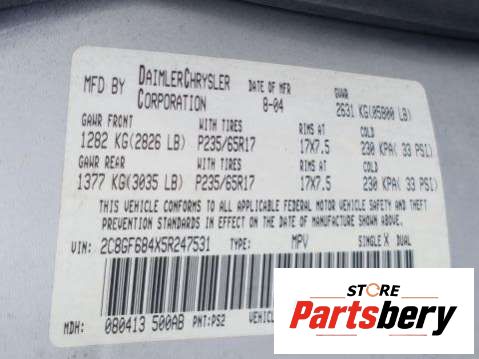 MFD BY DAIMLERCHRYSLER CORPORATION
DATE OF MFR 8-04
GVWR 2631 KG(05800 LB)
GAWR FRONT WITH TIRES RIMS AT COLD
1282 KG(2826 LB) P235/65R17 17X7.5 230 KPA( 33 PSI)
GAWR REAR WITH TIRES RIMS AT COLD
1377 KG(3035 LB) P235/65R17 17X7.5 230 KPA( 33 PSI)
THIS VEHICLE CONFORMS TO ALL APPLICABLE FEDERAL MOTOR VEHICLE SAFETY AND THEFT
PREVENTION STANDARDS IN EFFECT ON THE DATE OF MANUFACTURE SHOWN ABOVE.
VIN: 2C8GF684X5R247531 TYPE: MPV SINGLE X DUAL
MDH: 080413 500AB PNT:PS2 VEHICL
STORE
Partsbery